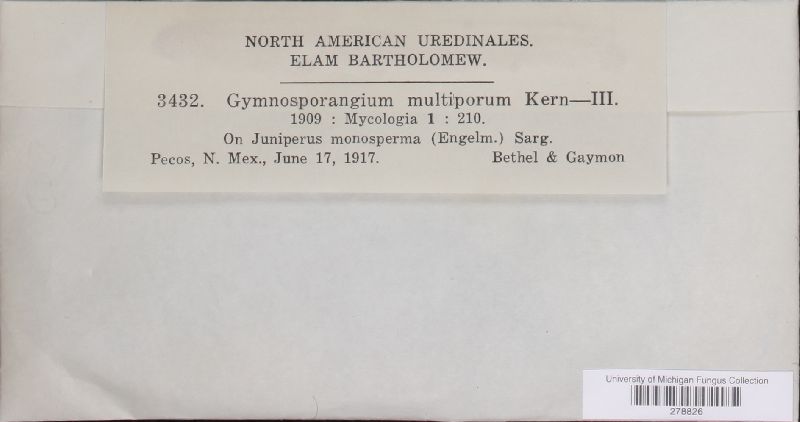 NORTH AMERICAN UREDINALES.
ELAM BARTHOLOMEW.
3432. Gymnosporangium multiporum Kern—III.
1909 : Mycologia 1 : 210.
On Juniperus monosperma (Engelm.) Sarg.
Pecos, N. Mex., June 17, 1917. Bethel & Gaymon
University of Michigan Fungus Collection
278826